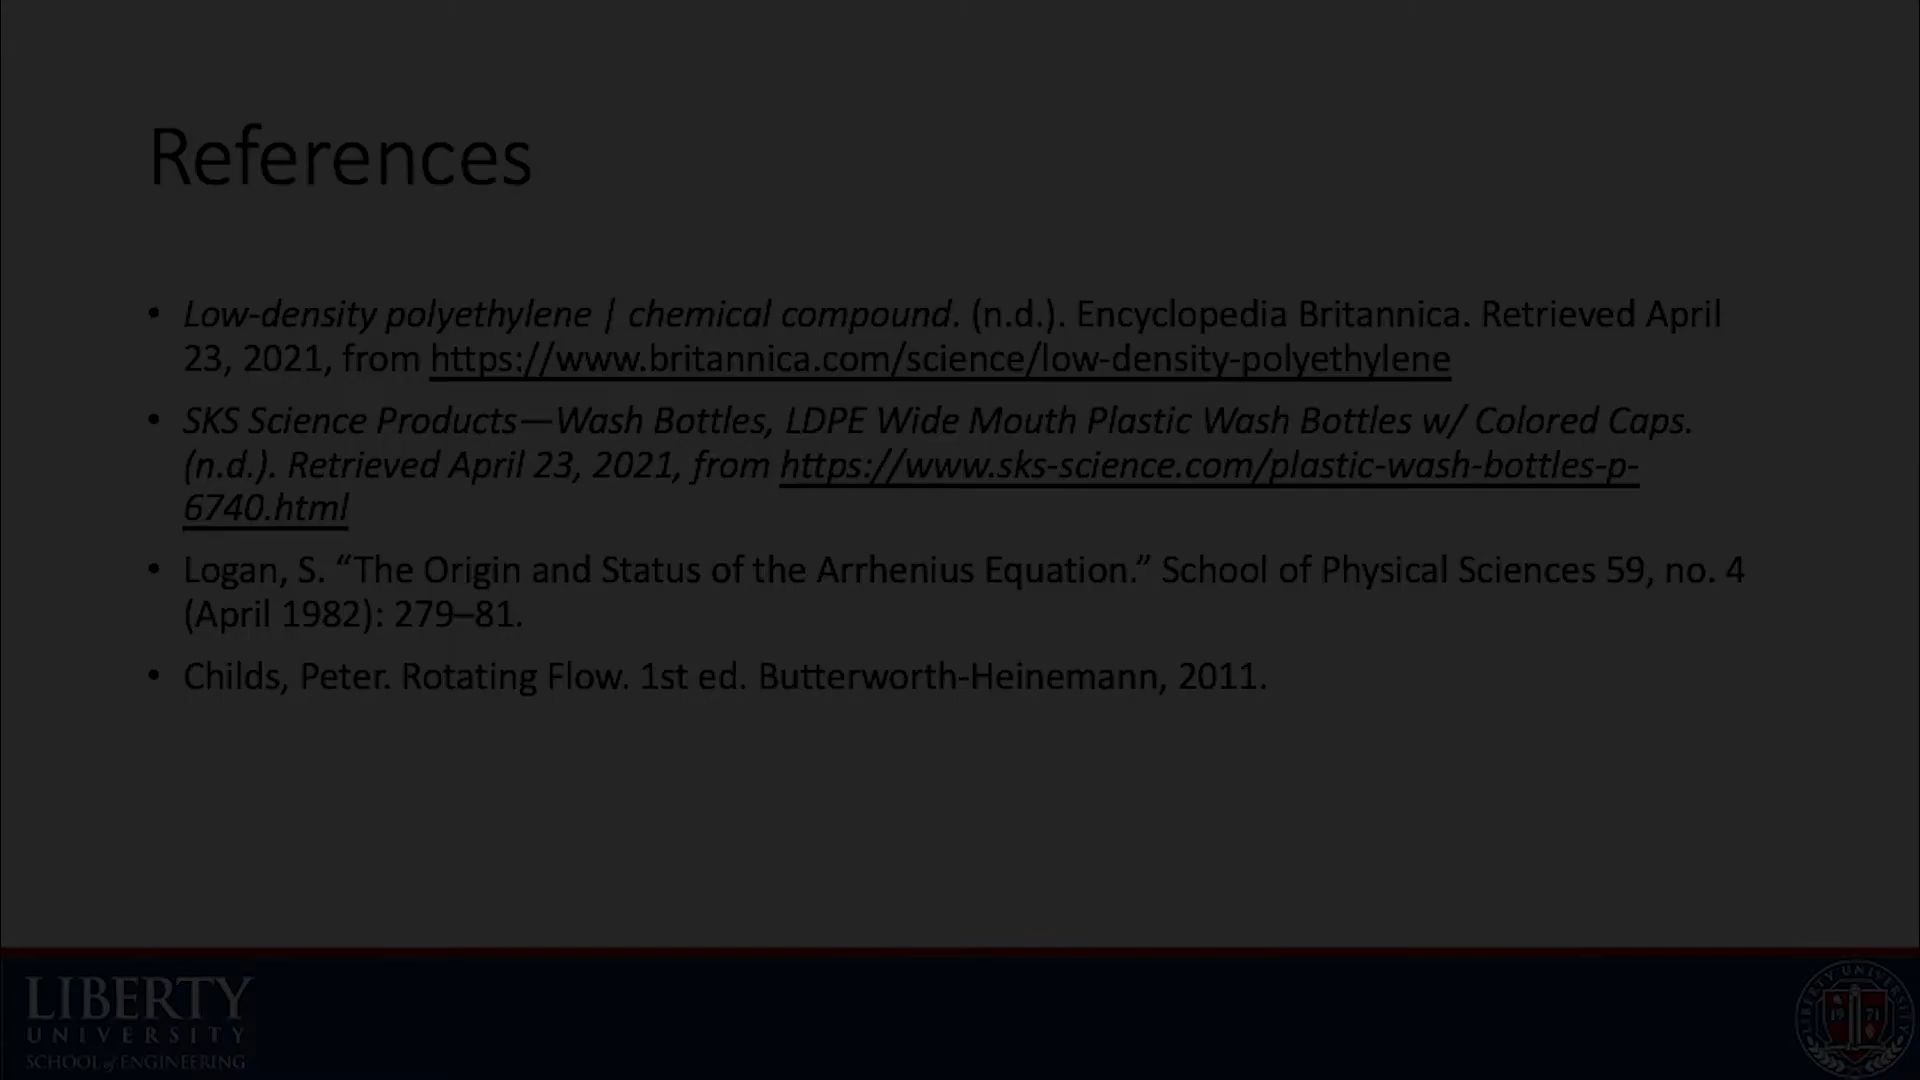 References
• Low-density polyethylene | chemical compound. (n.d.). Encyclopedia Britannica. Retrieved April
23, 2021, from https://www.britannica.com/science/low-density-polyethylene
• SKS Science Products—Wash Bottles, LDPE Wide Mouth Plastic Wash Bottles w/ Colored Caps.
(n.d.). Retrieved April 23, 2021, from https://www.sks-science.com/plastic-wash-bottles-p-
6740.html
• Logan, S. “The Origin and Status of the Arrhenius Equation.” School of Physical Sciences 59, no. 4
(April 1982): 279–81.
• Childs, Peter. Rotating Flow. 1st ed. Butterworth-Heinemann, 2011.
LIBERTY
UNIVERSITY
SCHOOL of ENGINEERING
LIBERTY UNIVERSITY
19 71